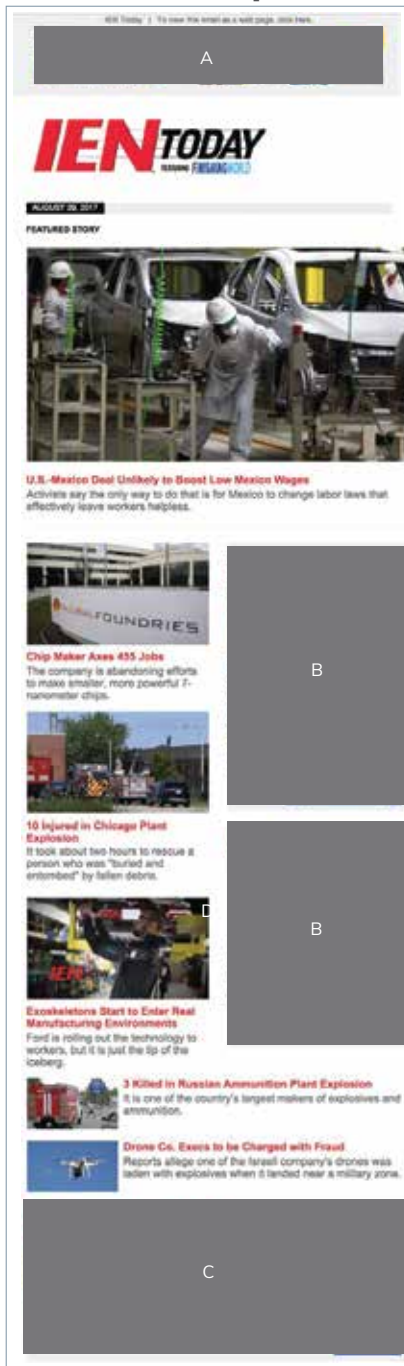 IEN Today | To view this email as a web page, click here.
A
IEN TODAY
FEATURING FINISHINGWORLD
AUGUST 29, 2017
FEATURED STORY
U.S.-Mexico Deal Unlikely to Boost Low Mexico Wages
Activists say the only way to do that is for Mexico to change labor laws that
effectively leave workers helpless.
GLOBALFOUNDRIES
Chip Maker Axes 455 Jobs
The company is abandoning efforts
to make smaller, more powerful 7-
nanometer chips.
B
10 Injured in Chicago Plant
Explosion
It took about two hours to rescue a
person who was "buried and
entombed" by fallen debris.
B
D
IEN
Exoskeletons Start to Enter Real
Manufacturing Environments
Ford is rolling out the technology to
workers, but it is just the tip of the
iceberg.
3 Killed in Russian Ammunition Plant Explosion
It is one of the country's largest makers of explosives and
ammunition.
Drone Co. Execs to be Charged with Fraud
Reports allege one of the Israeli company's drones was
laden with explosives when it landed near a military zone.
C